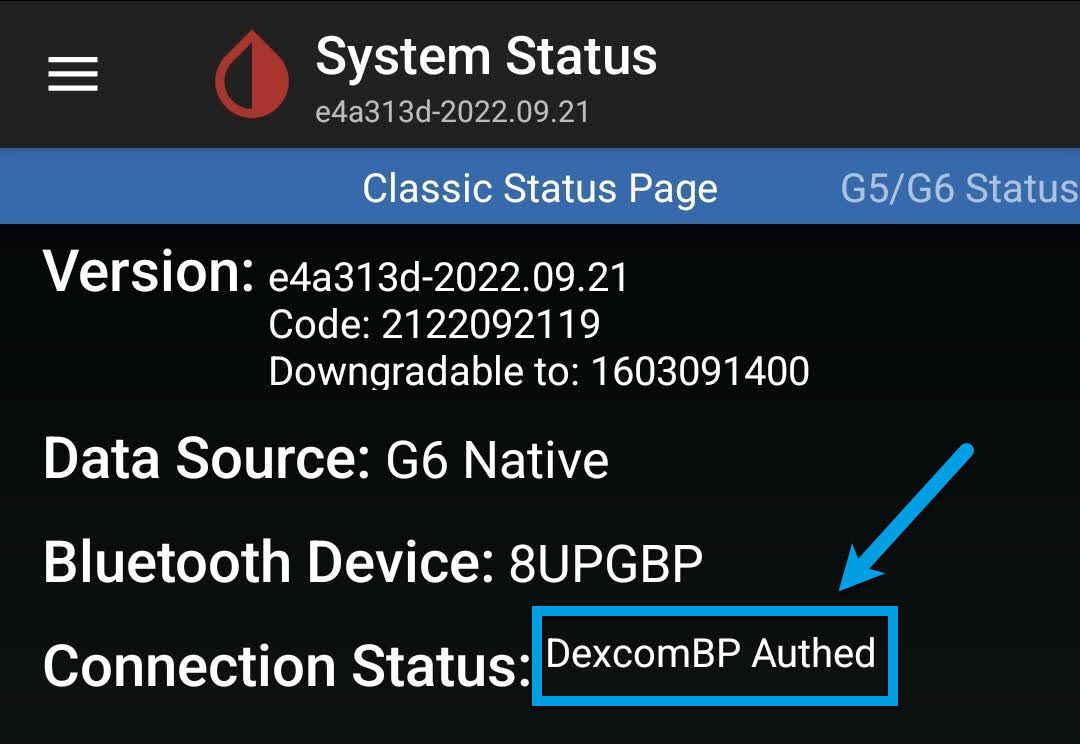 System Status
e4a313d-2022.09.21
Classic Status Page
G5/G6 Status
Version: e4a313d-2022.09.21
Code: 2122092119
Downgradable to: 1603091400
Data Source: G6 Native
Bluetooth Device: 8UPGBP
Connection Status: DexcomBP Authed